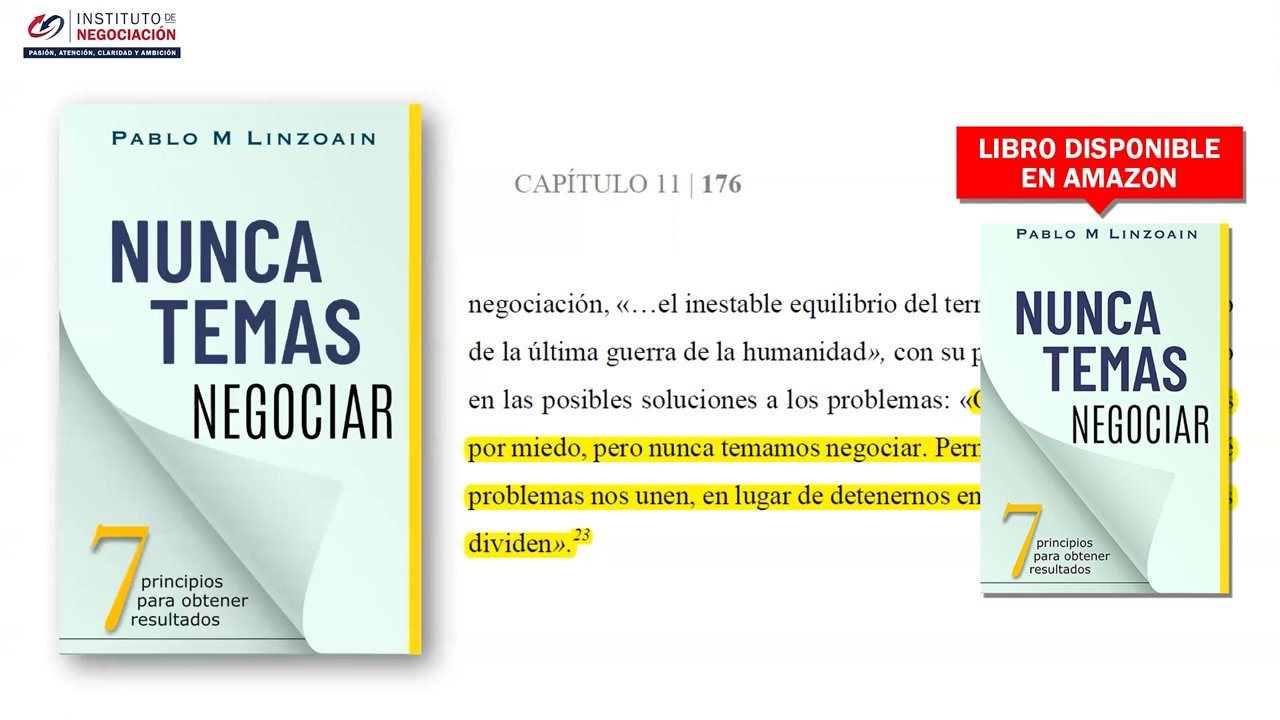 INSTITUTO DE
NEGOCIACIÓN
PASIÓN, ATENCIÓN, CLARIDAD Y AMBICIÓN
PABLO M LINZOAIN
NUNCA
TEMAS
NEGOCIAR
7 principios
para obtener
resultados
CAPÍTULO 11 | 176
negociación, «…el inestable equilibrio del
de la última guerra de la humanidad», con su
en las posibles soluciones a los problemas: «
por miedo, pero nunca temamos negociar.
problemas nos unen, en lugar de detenernos
dividen».23
LIBRO DISPONIBLE
EN AMAZON
PABLO M LINZOAIN
NUNCA
TEMAS
NEGOCIAR
7 principios
para obtener
resultados